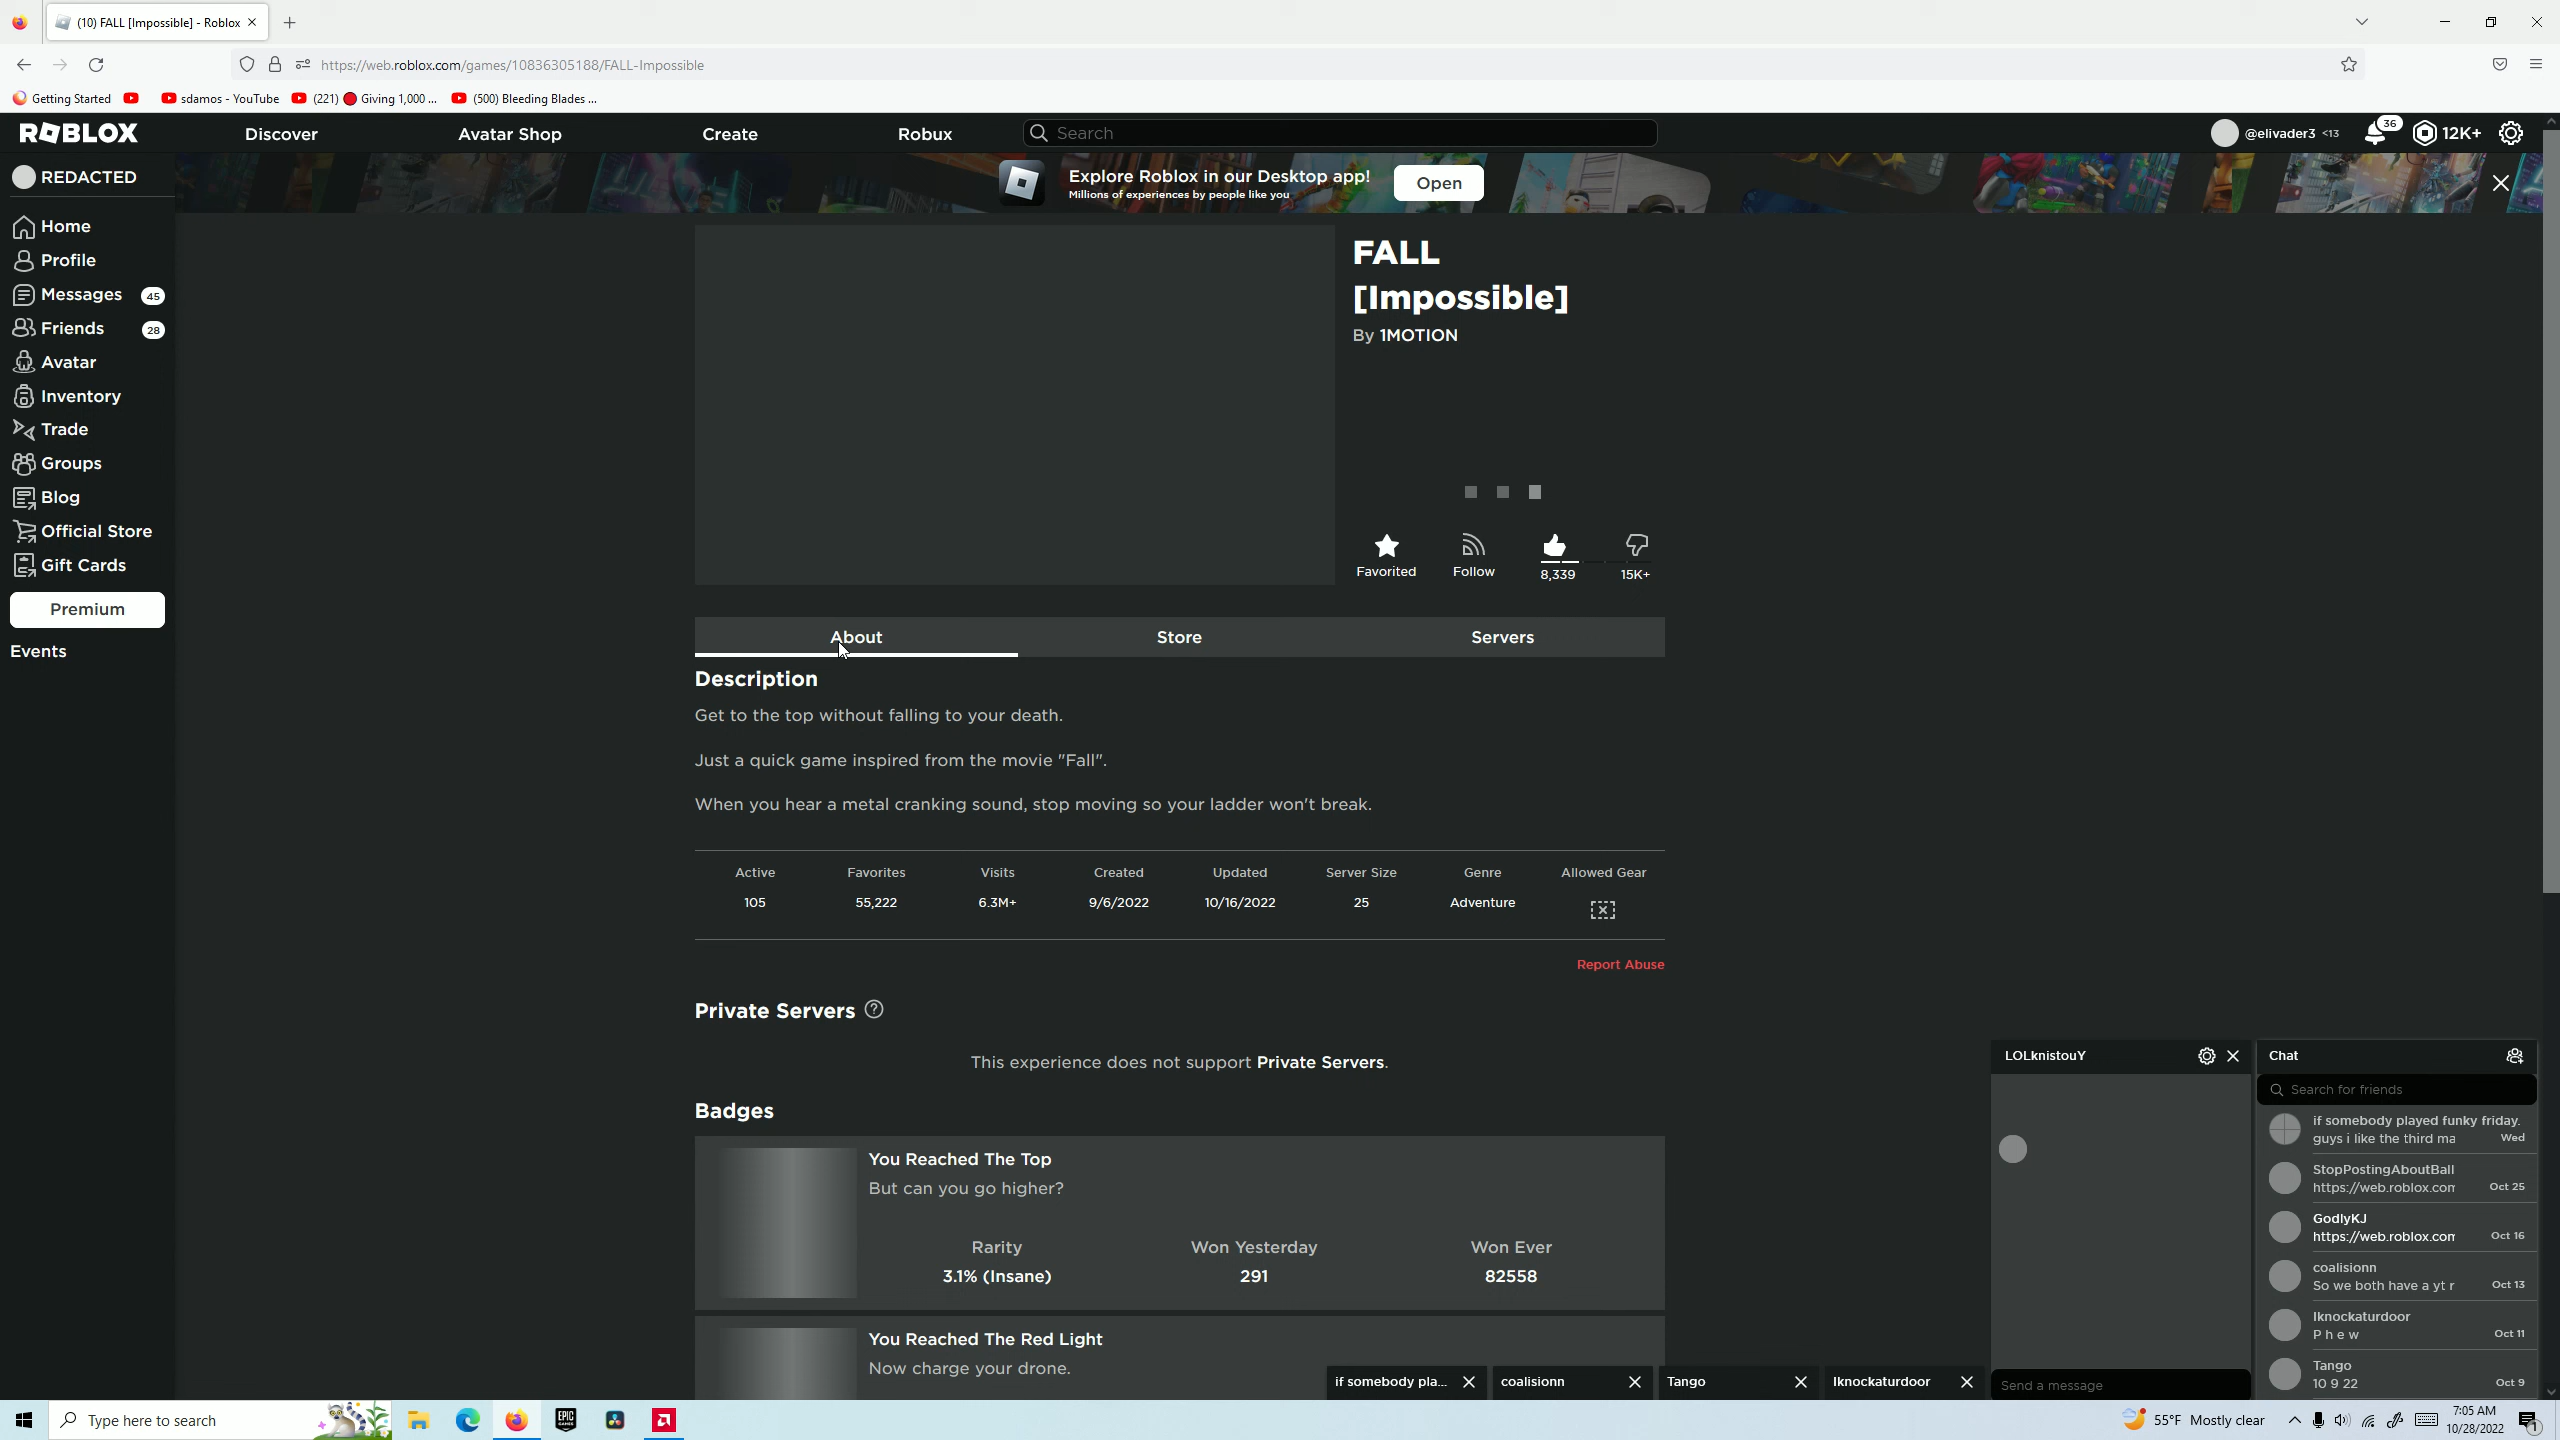 (10) FALL [Impossible] - Roblox
https://web.roblox.com/games/10836305188/FALL-Impossible
Getting Started sdamos - YouTube (221) Giving 1,000 ... (500) Bleeding Blades ...
ROBLOX Discover Avatar Shop Create Robux Search @elivader3 <13 36 12K+
REDACTED
Explore Roblox in our Desktop app!
Millions of experiences by people like you
Open
Home
Profile
Messages 45
Friends 28
Avatar
Inventory
Trade
Groups
Blog
Official Store
Gift Cards
Premium
Events
FALL
[Impossible]
By 1MOTION
Favorited Follow 8,339 15K+
About Store Servers
Description
Get to the top without falling to your death.
Just a quick game inspired from the movie "Fall".
When you hear a metal cranking sound, stop moving so your ladder won't break.
Active Favorites Visits Created Updated Server Size Genre Allowed Gear
105 55,222 6.3M+ 9/6/2022 10/16/2022 25 Adventure
Report Abuse
Private Servers
This experience does not support Private Servers.
Badges
You Reached The Top
But can you go higher?
Rarity Won Yesterday Won Ever
3.1% (Insane) 291 82558
You Reached The Red Light
Now charge your drone.
LOLknistouY
Send a message
Chat
Search for friends
if somebody played funky friday.
guys i like the third ma Wed
StopPostingAboutBall
https://web.roblox.com Oct 25
GodlyKJ
https://web.roblox.com Oct 16
coalisionn
So we both have a yt r Oct 13
Iknockaturdoor
P h e w Oct 11
Tango
10 9 22 Oct 9
if somebody pla... coalisionn Tango Iknockaturdoor
Type here to search
EPIC GAMES
55°F Mostly clear
7:05 AM
10/28/2022
1